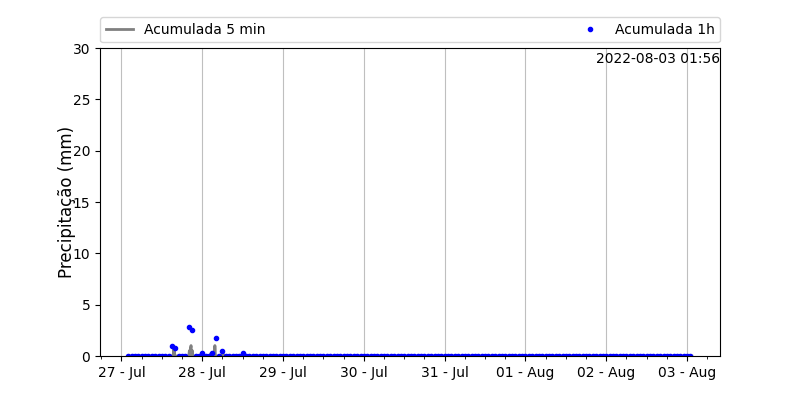 Acumulada 5 min
Acumulada 1h
2022-08-03 01:56
Precipitação (mm)
30
25
20
15
10
5
0
27 - Jul
28 - Jul
29 - Jul
30 - Jul
31 - Jul
01 - Aug
02 - Aug
03 - Aug